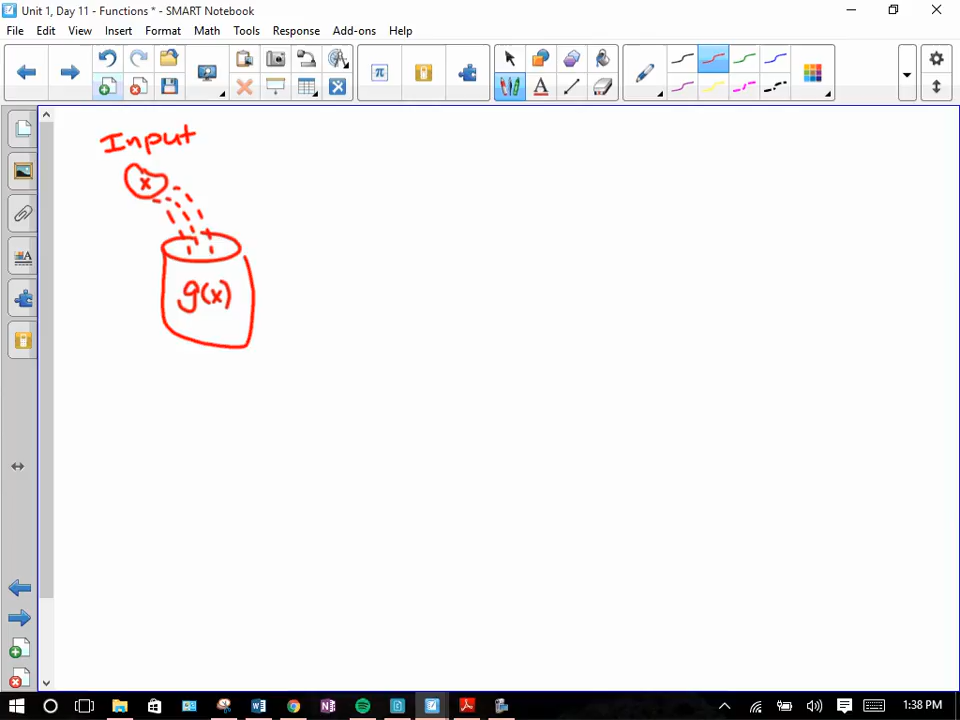 Unit 1, Day 11 - Functions * - SMART Notebook
File Edit View Insert Format Math Tools Response Add-ons Help
Input
x
g(x)
1:38 PM